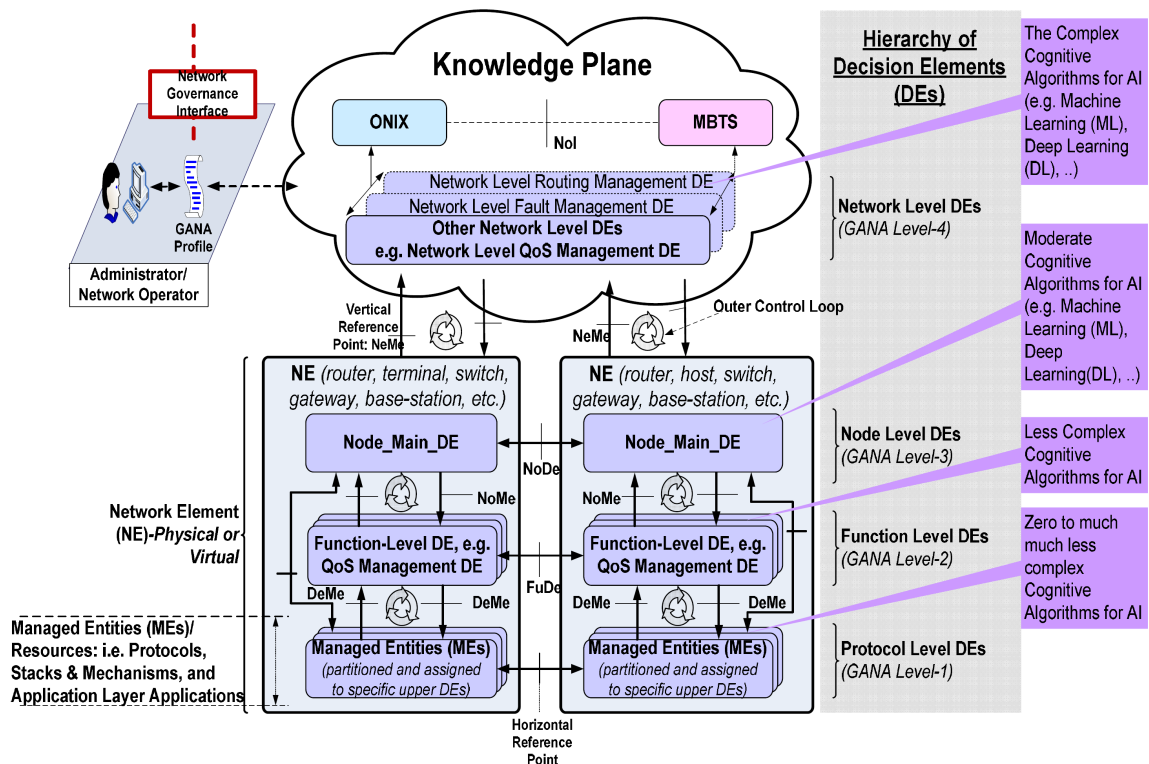 Network
Governance
Interface
GANA
Profile
Administrator/
Network Operator
Knowledge Plane
ONIX
MBTS
NoI
Network Level Routing Management DE
Network Level Fault Management DE
Other Network Level DEs
e.g. Network Level QoS Management DE
Vertical
Reference
Point: NeMe
NeMe
Outer Control Loop
NE (router, terminal, switch,
gateway, base-station, etc.)
Node_Main_DE
NoMe
Function-Level DE, e.g.
QoS Management DE
DeMe
Managed Entities (MEs)
(partitioned and assigned
to specific upper DEs)
NoDe
FuDe
Horizontal
Reference
Point
NE (router, host, switch,
gateway, base-station, etc.)
Node_Main_DE
NoMe
Function-Level DE, e.g
QoS Management DE
DeMe
DeMe
Managed Entities (MEs)
(partitioned and assigned
to specific upper DEs)
Network Element
(NE)-Physical or
Virtual
Managed Entities (MEs)/
Resources: i.e. Protocols,
Stacks & Mechanisms, and
Application Layer Applications
Hierarchy of
Decision Elements
(DEs)
Network Level DEs
(GANA Level-4)
Node Level DEs
(GANA Level-3)
Function Level DEs
(GANA Level-2)
Protocol Level DEs
(GANA Level-1)
The Complex
Cognitive
Algorithms for AI
(e.g. Machine
Learning (ML),
Deep Learning
(DL), ..)
Moderate
Cognitive
Algorithms for AI
(e.g. Machine
Learning (ML),
Deep
Learning(DL), ..)
Less Complex
Cognitive
Algorithms for AI
Zero to much
much less
complex
Cognitive
Algorithms for AI